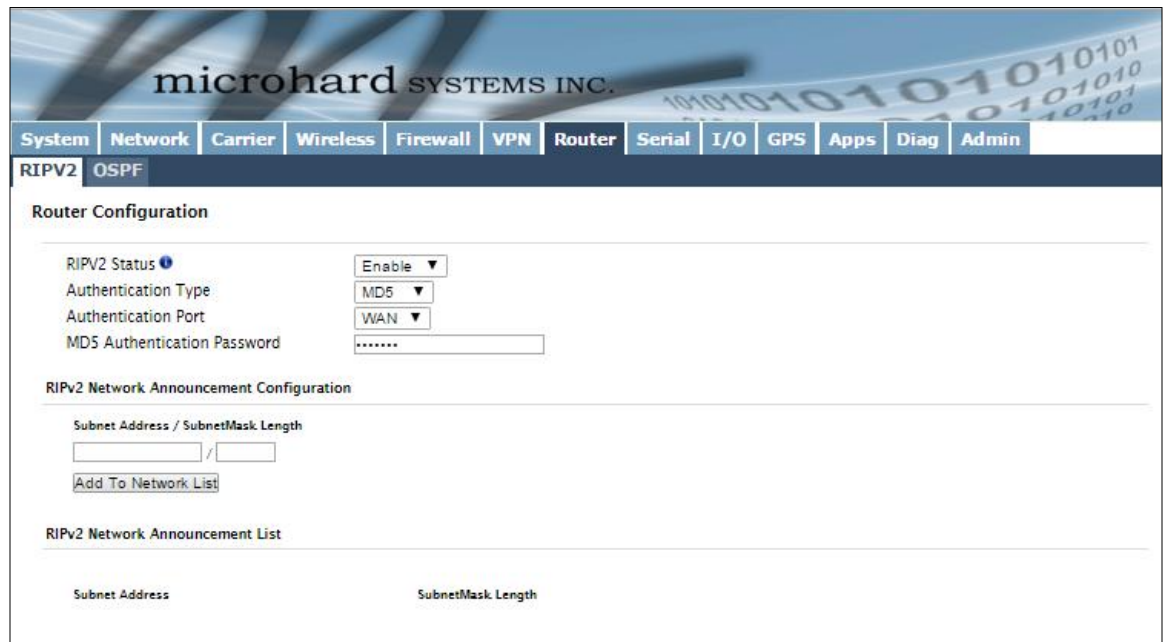 microhard SYSTEMS INC.
System Network Carrier Wireless Firewall VPN Router Serial I/O GPS Apps Diag Admin
RIPV2 OSPF
Router Configuration
RIPV2 Status Enable ▼
Authentication Type MD5 ▼
Authentication Port WAN ▼
MD5 Authentication Password •••••••
RIPv2 Network Announcement Configuration
Subnet Address / SubnetMask Length
/
Add To Network List
RIPv2 Network Announcement List
Subnet Address SubnetMask Length